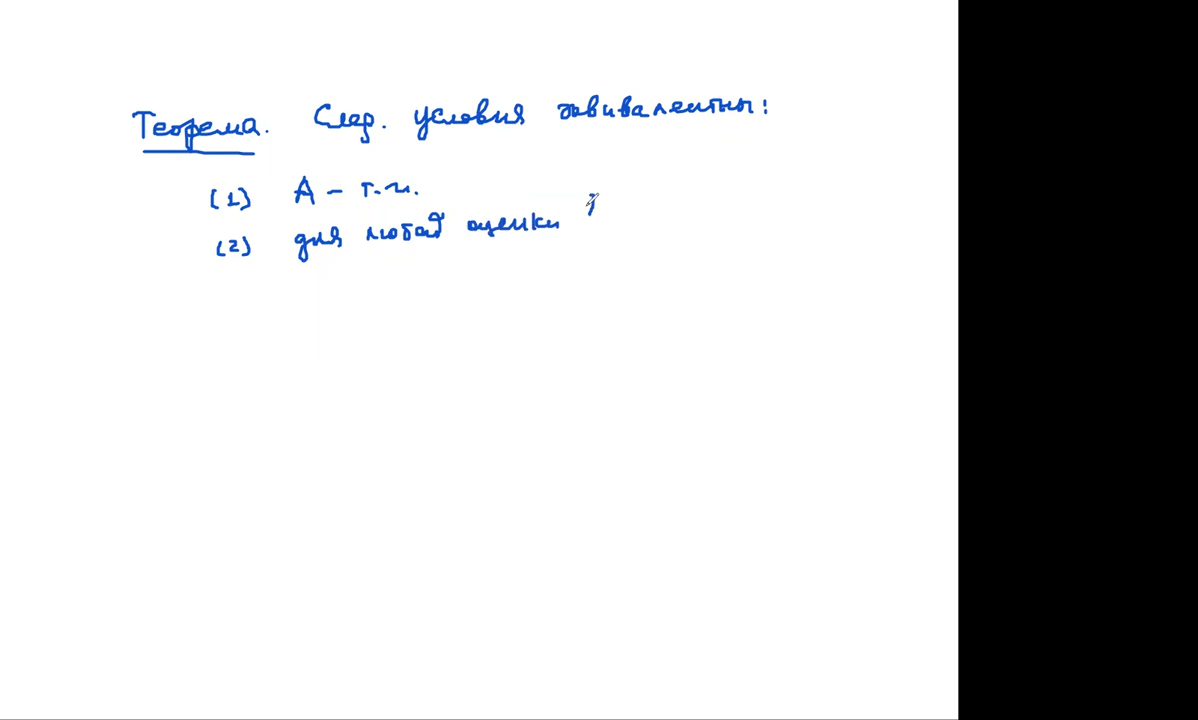 Теорема. След. условия эквивалентны:
(1) A - т.и.
(2) для любой оценки